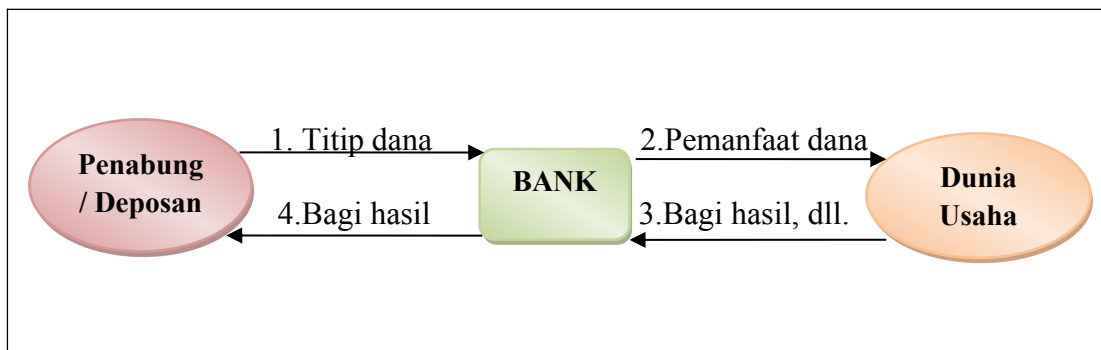 1. Titip dana
2.Pemanfaat dana
Penabung
/ Deposan
BANK
Dunia
Usaha
4.Bagi hasil
3.Bagi hasil, dll.